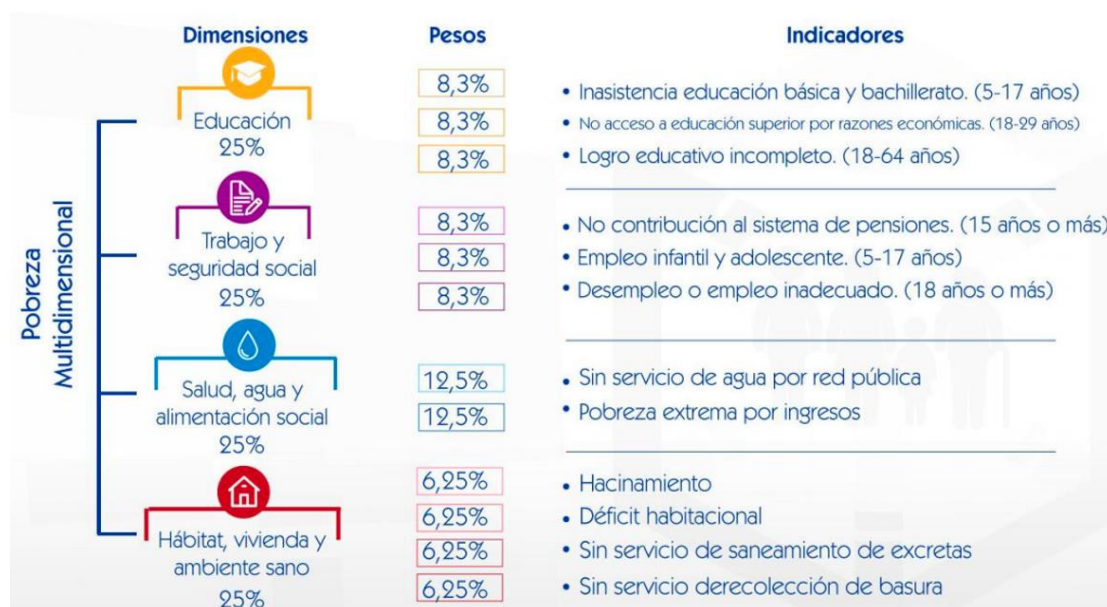 Dimensiones Pesos Indicadores
Pobreza
Multidimensional
Educación
25%
8,3% • Inasistencia educación básica y bachillerato. (5-17 años)
8,3% • No acceso a educación superior por razones económicas. (18-29 años)
8,3% • Logro educativo incompleto. (18-64 años)
Trabajo y
seguridad social
25%
8,3% • No contribución al sistema de pensiones. (15 años o más)
8,3% • Empleo infantil y adolescente. (5-17 años)
8,3% • Desempleo o empleo inadecuado. (18 años o más)
Salud, agua y
alimentación social
25%
12,5% • Sin servicio de agua por red pública
12,5% • Pobreza extrema por ingresos
Hábitat, vivienda y
ambiente sano
25%
6,25% • Hacinamiento
6,25% • Déficit habitacional
6,25% • Sin servicio de saneamiento de excretas
6,25% • Sin servicio derecolección de basura